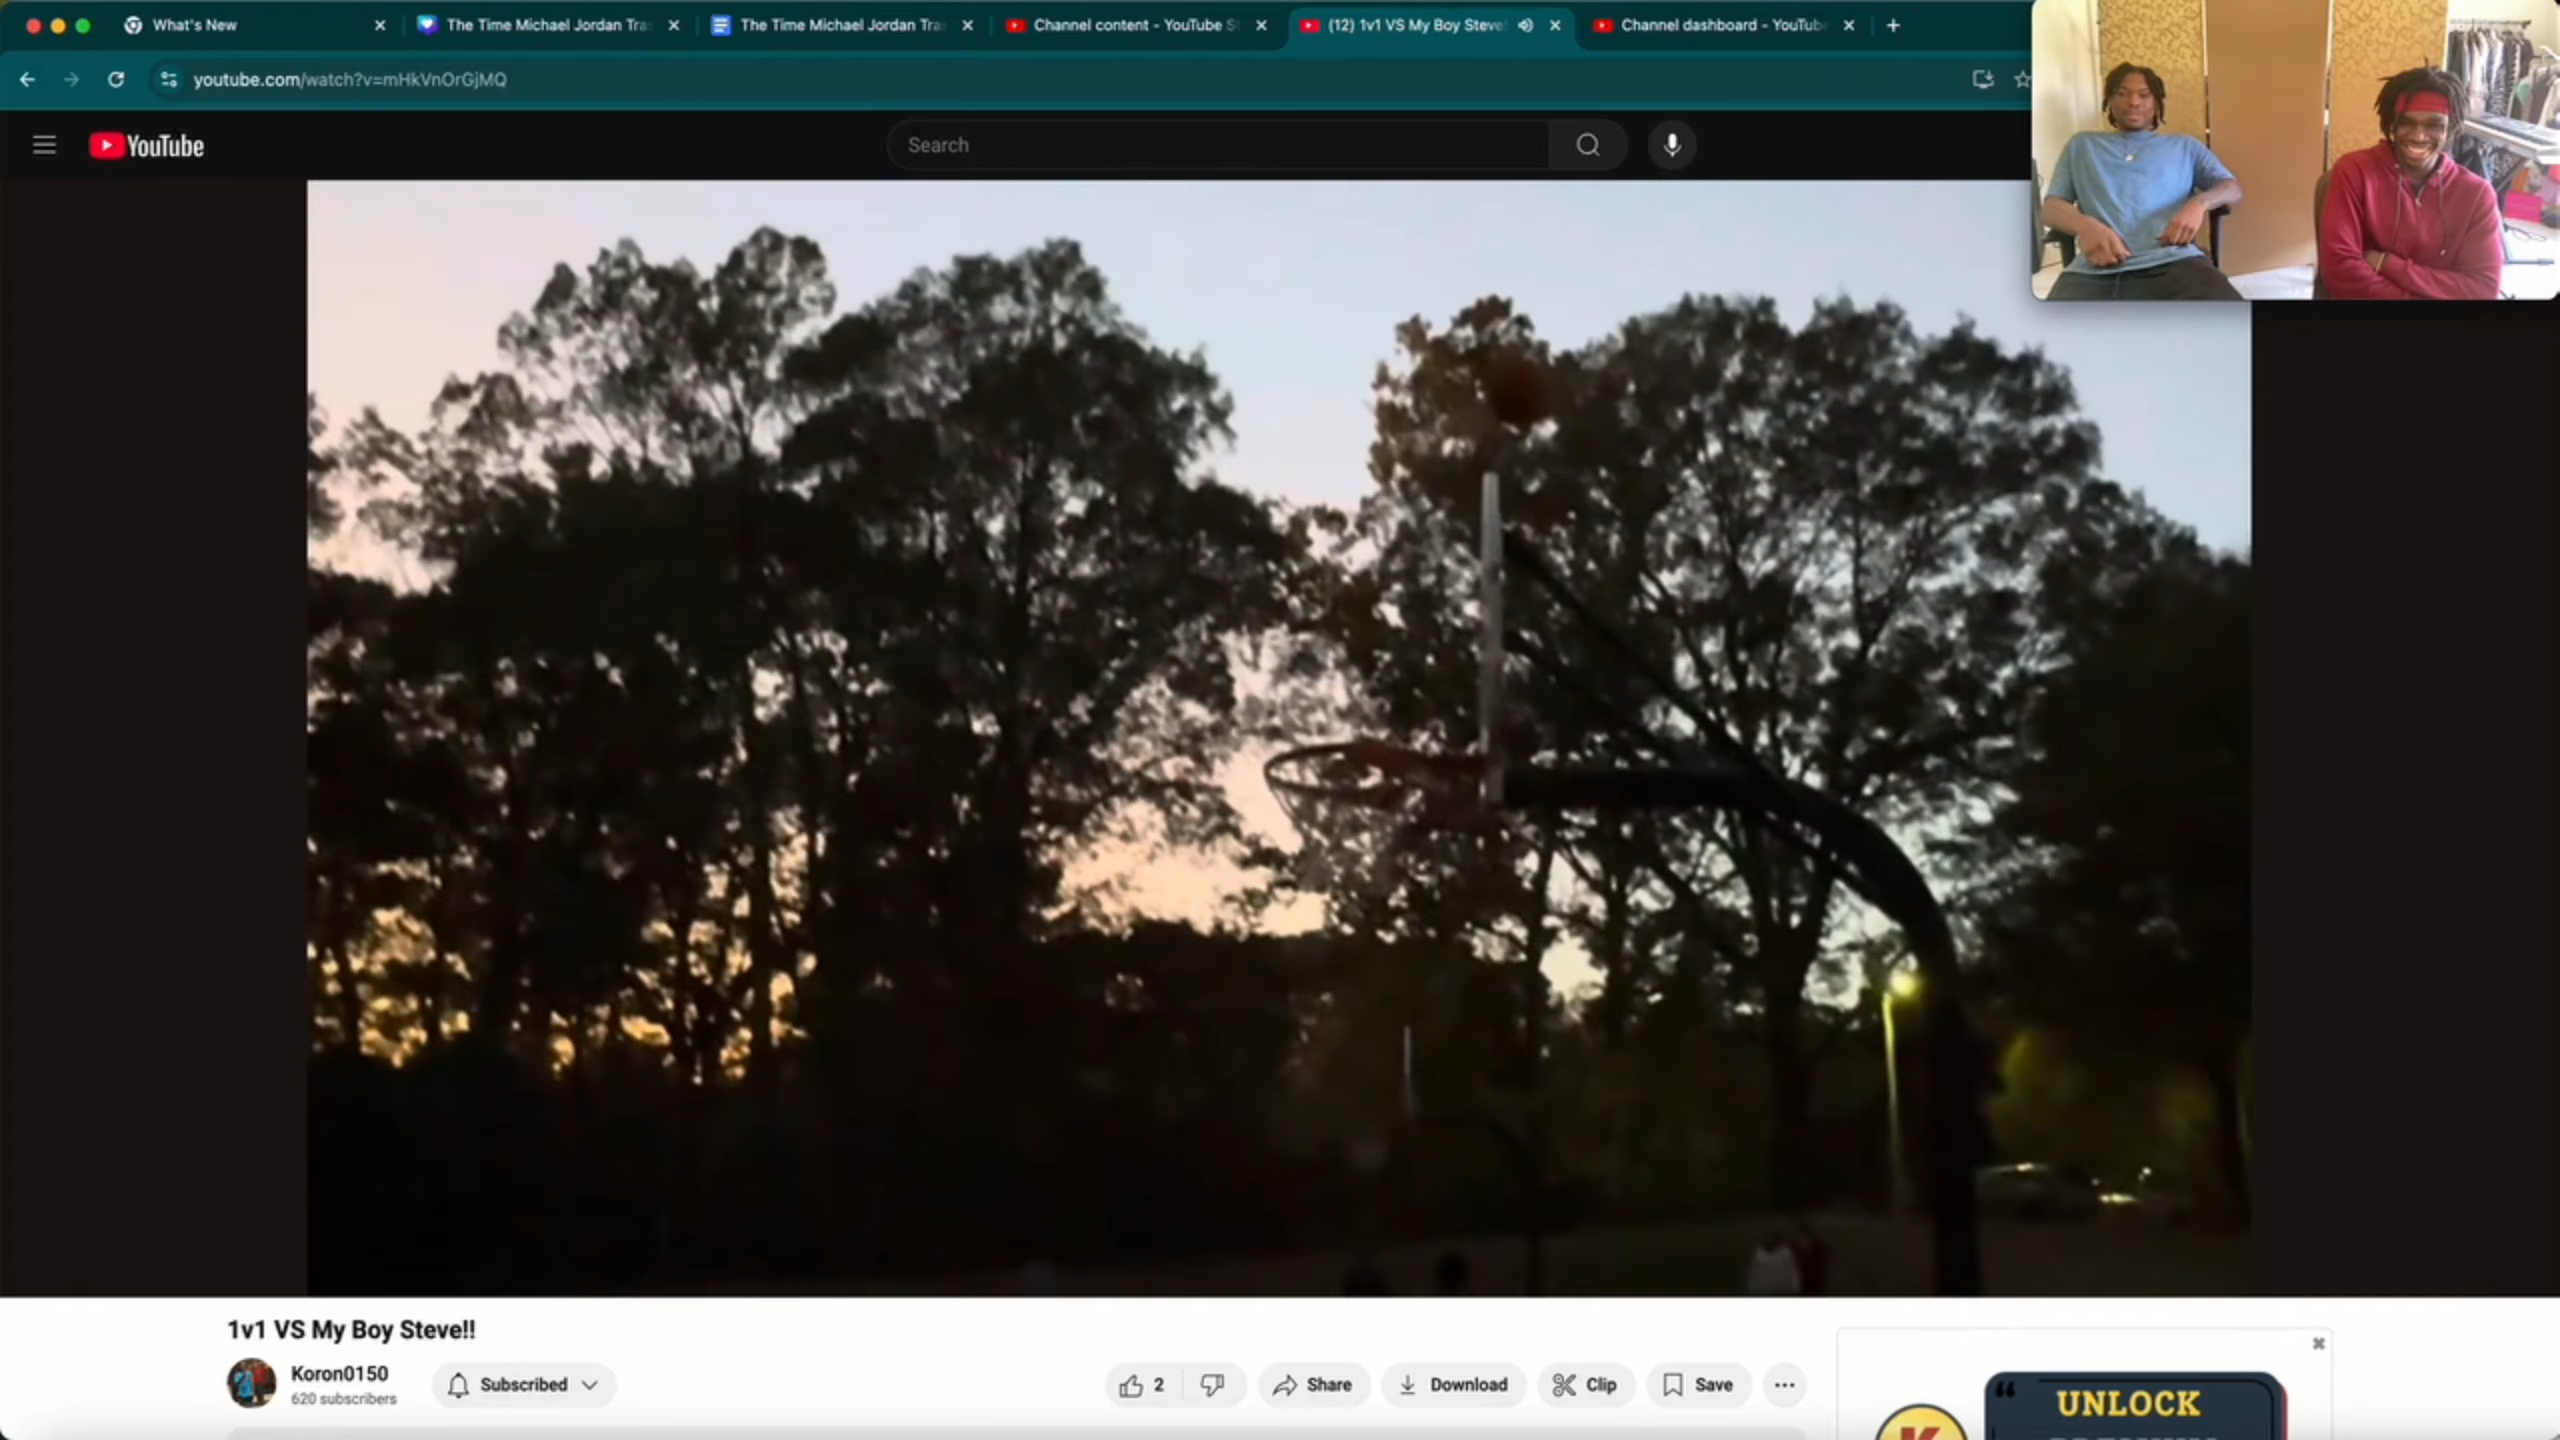 What's New
The Time Michael Jordan Tra
The Time Michael Jordan Tra
Channel content - YouTube S
(12) 1v1 VS My Boy Steve!
Channel dashboard - YouTube
youtube.com/watch?v=mHkVnOrGjMQ
YouTube
Search
1v1 VS My Boy Steve!!
Koron0150
620 subscribers
Subscribed
2
Share
Download
Clip
Save
UNLOCK